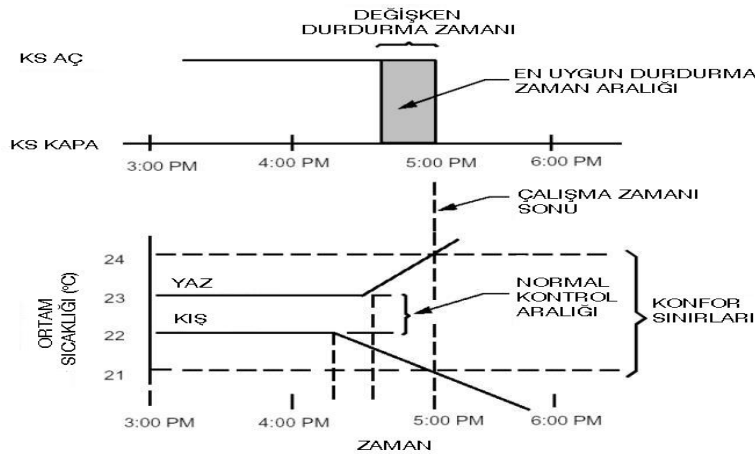 DEĞİŞKEN
DURDURMA ZAMANI
KS AÇ
EN UYGUN DURDURMA
ZAMAN ARALIĞI
KS KAPA
3:00 PM 4:00 PM 5:00 PM 6:00 PM
ÇALIŞMA ZAMANI
SONU
24
YAZ
23
NORMAL
KONTROL
ARALIĞI
KONFOR
SINIRLARI
ORTAM
SICAKLIĞI (ºC)
KIŞ
22
21
3:00 PM 4:00 PM 5:00 PM 6:00 PM
ZAMAN